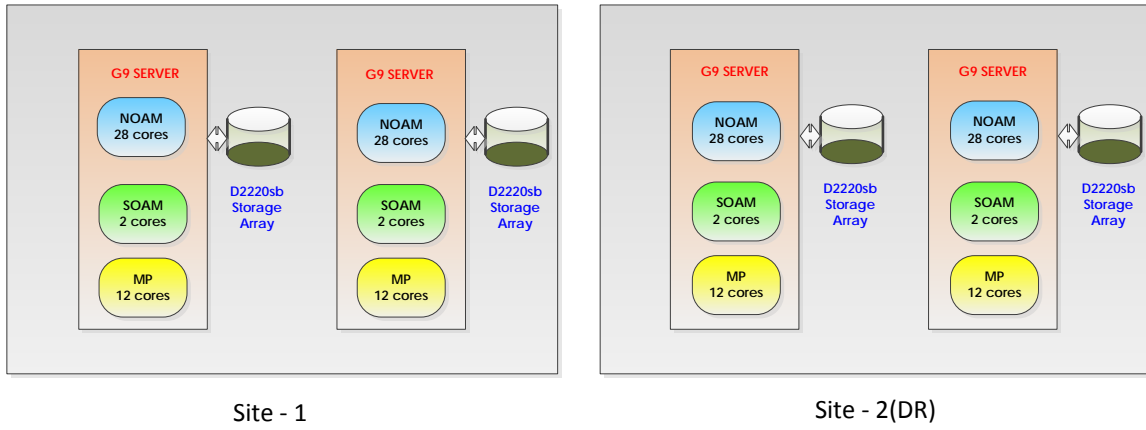 G9 SERVER
NOAM
28 cores
SOAM
2 cores
MP
12 cores
D2220sb
Storage
Array
G9 SERVER
NOAM
28 cores
SOAM
2 cores
MP
12 cores
D2220sb
Storage
Array
Site - 1
G9 SERVER
NOAM
28 cores
SOAM
2 cores
MP
12 cores
D2220sb
Storage
Array
G9 SERVER
NOAM
28 cores
SOAM
2 cores
MP
12 cores
D2220sb
Storage
Array
Site - 2(DR)